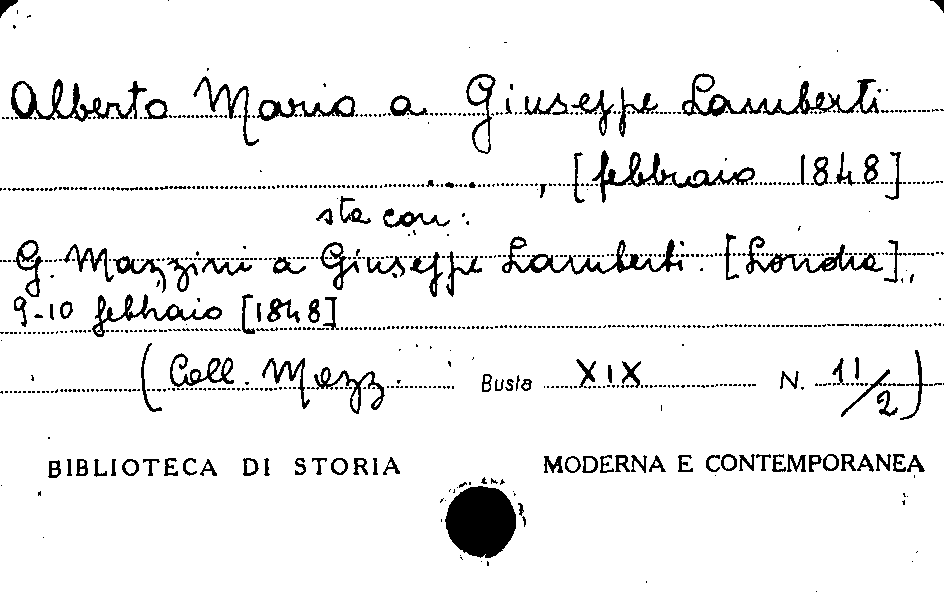 Alberto Mario a Giuseppe Lamberti
..., [febbraio 1848]
sta con:
G. Mazzini a Giuseppe Lamberti. [Londra],
9-10 febbraio [1848]
(Coll. Mazz. Busta XIX N. 11/2)
BIBLIOTECA DI STORIA MODERNA E CONTEMPORANEA